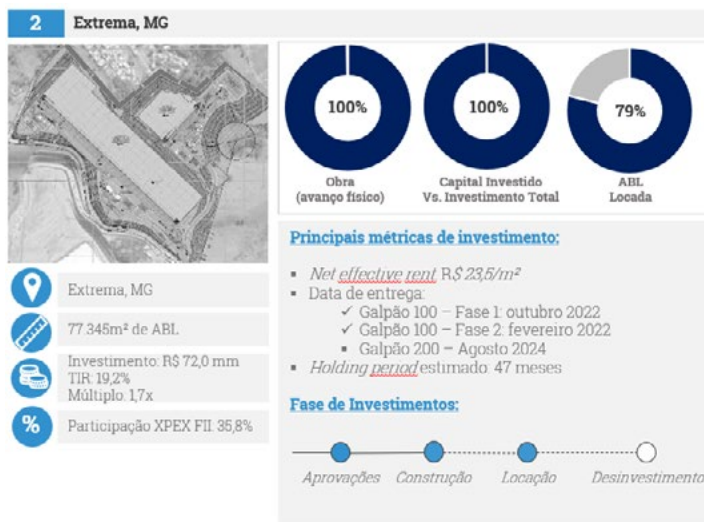 2 Extrema, MG
100%
100%
79%
Obra
(avanço físico)
Capital Investido
Vs. Investimento Total
ABL
Locada
Extrema, MG
77.345m² de ABL
Investimento: R$ 72,0 mm
TIR: 19,2%
Múltiplo: 1,7x
%
Participação XPEX FII: 35,8%
Principais métricas de investimento:
▪ Net effective rent: R$ 23,5/m²
▪ Data de entrega:
✓ Galpão 100 – Fase 1: outubro 2022
✓ Galpão 100 – Fase 2: fevereiro 2022
▪ Galpão 200 – Agosto 2024
▪ Holding period estimado: 47 meses
Fase de Investimentos:
Aprovações
Construção
Locação
Desinvestimento